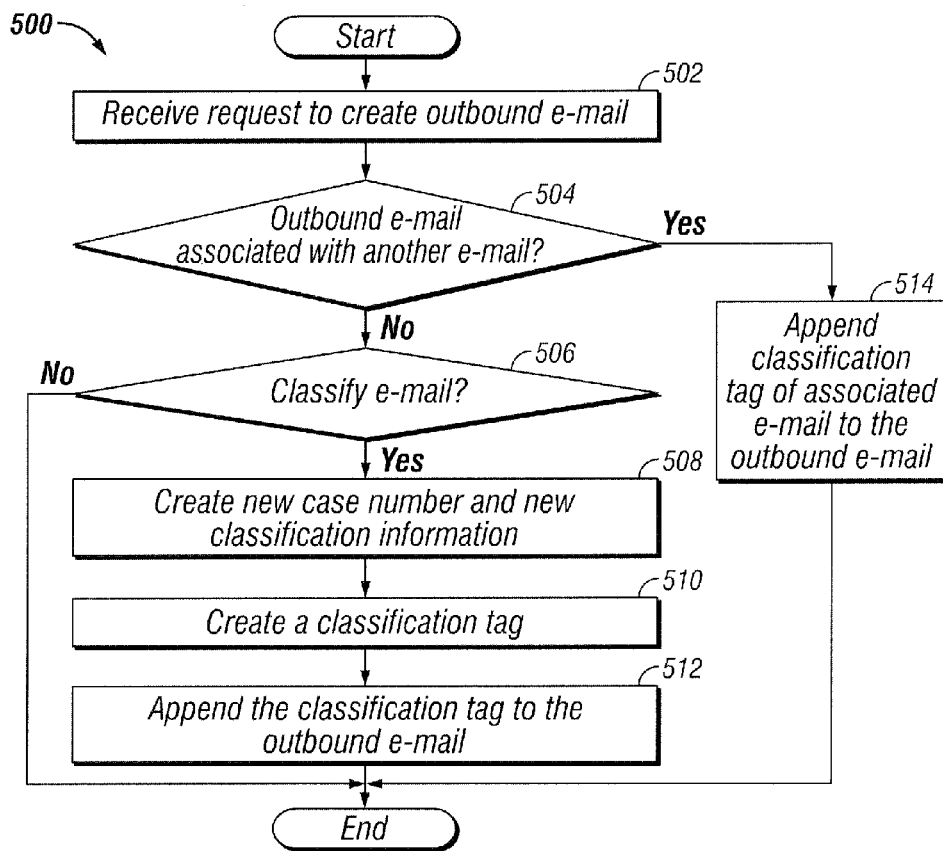 500
Start
502
Receive request to create outbound e-mail
504
Outbound e-mail
associated with another e-mail?
Yes
No
514
Append
classification
tag of associated
e-mail to the
outbound e-mail
506
No
Classify e-mail?
Yes
508
Create new case number and new
classification information
510
Create a classification tag
512
Append the classification tag to the
outbound e-mail
End